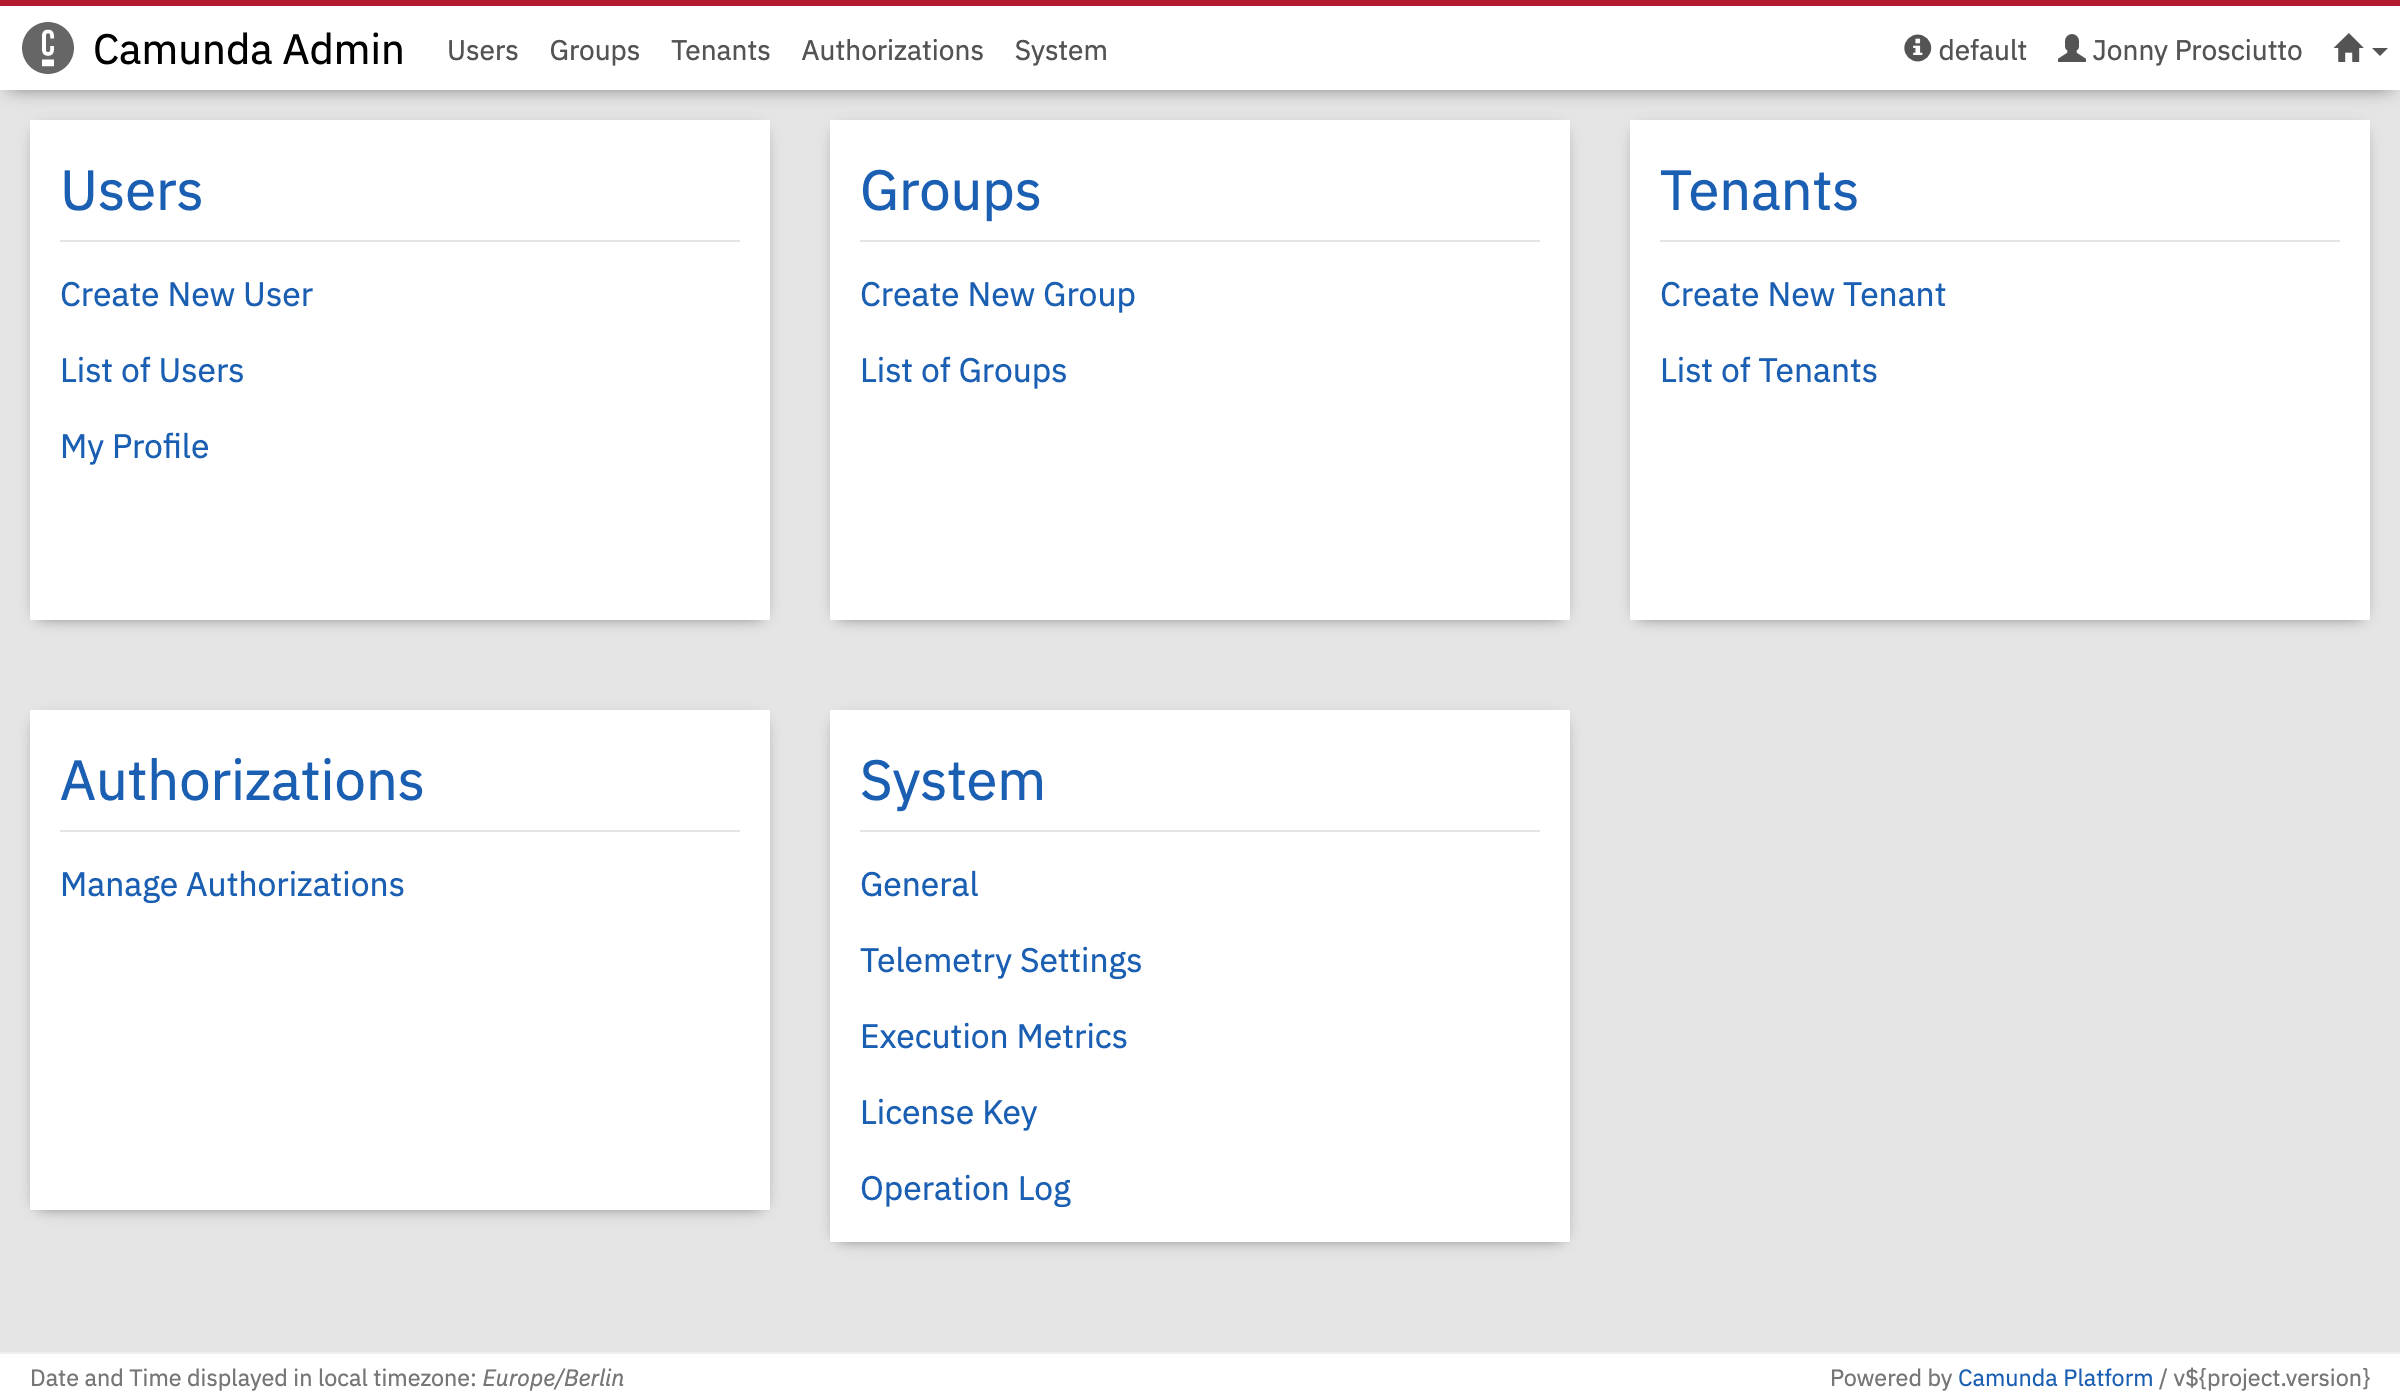 Camunda Admin Users Groups Tenants Authorizations System default Jonny Prosciutto
Users
Create New User
List of Users
My Profile
Groups
Create New Group
List of Groups
Tenants
Create New Tenant
List of Tenants
Authorizations
Manage Authorizations
System
General
Telemetry Settings
Execution Metrics
License Key
Operation Log
Date and Time displayed in local timezone: Europe/Berlin
Powered by Camunda Platform / v${project.version}